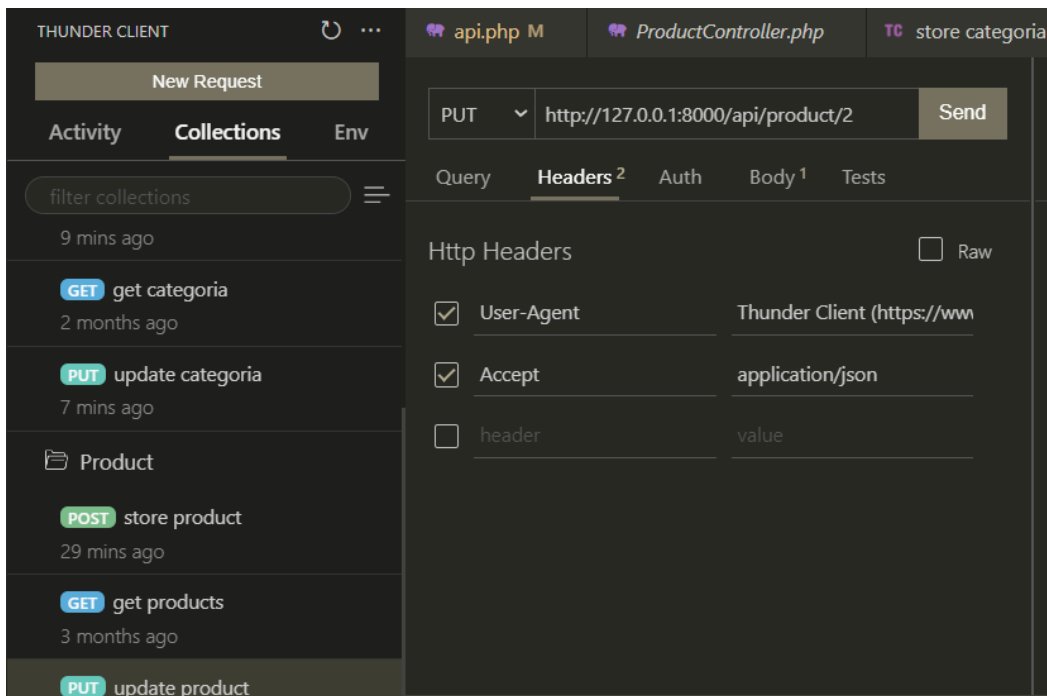 THUNDER CLIENT
New Request
Activity Collections Env
filter collections
9 mins ago
GET get categoria
2 months ago
PUT update categoria
7 mins ago
Product
POST store product
29 mins ago
GET get products
3 months ago
PUT update product
api.php M ProductController.php TC store categoria
PUT http://127.0.0.1:8000/api/product/2 Send
Query Headers 2 Auth Body 1 Tests
Http Headers Raw
User-Agent Thunder Client (https://www
Accept application/json
header value